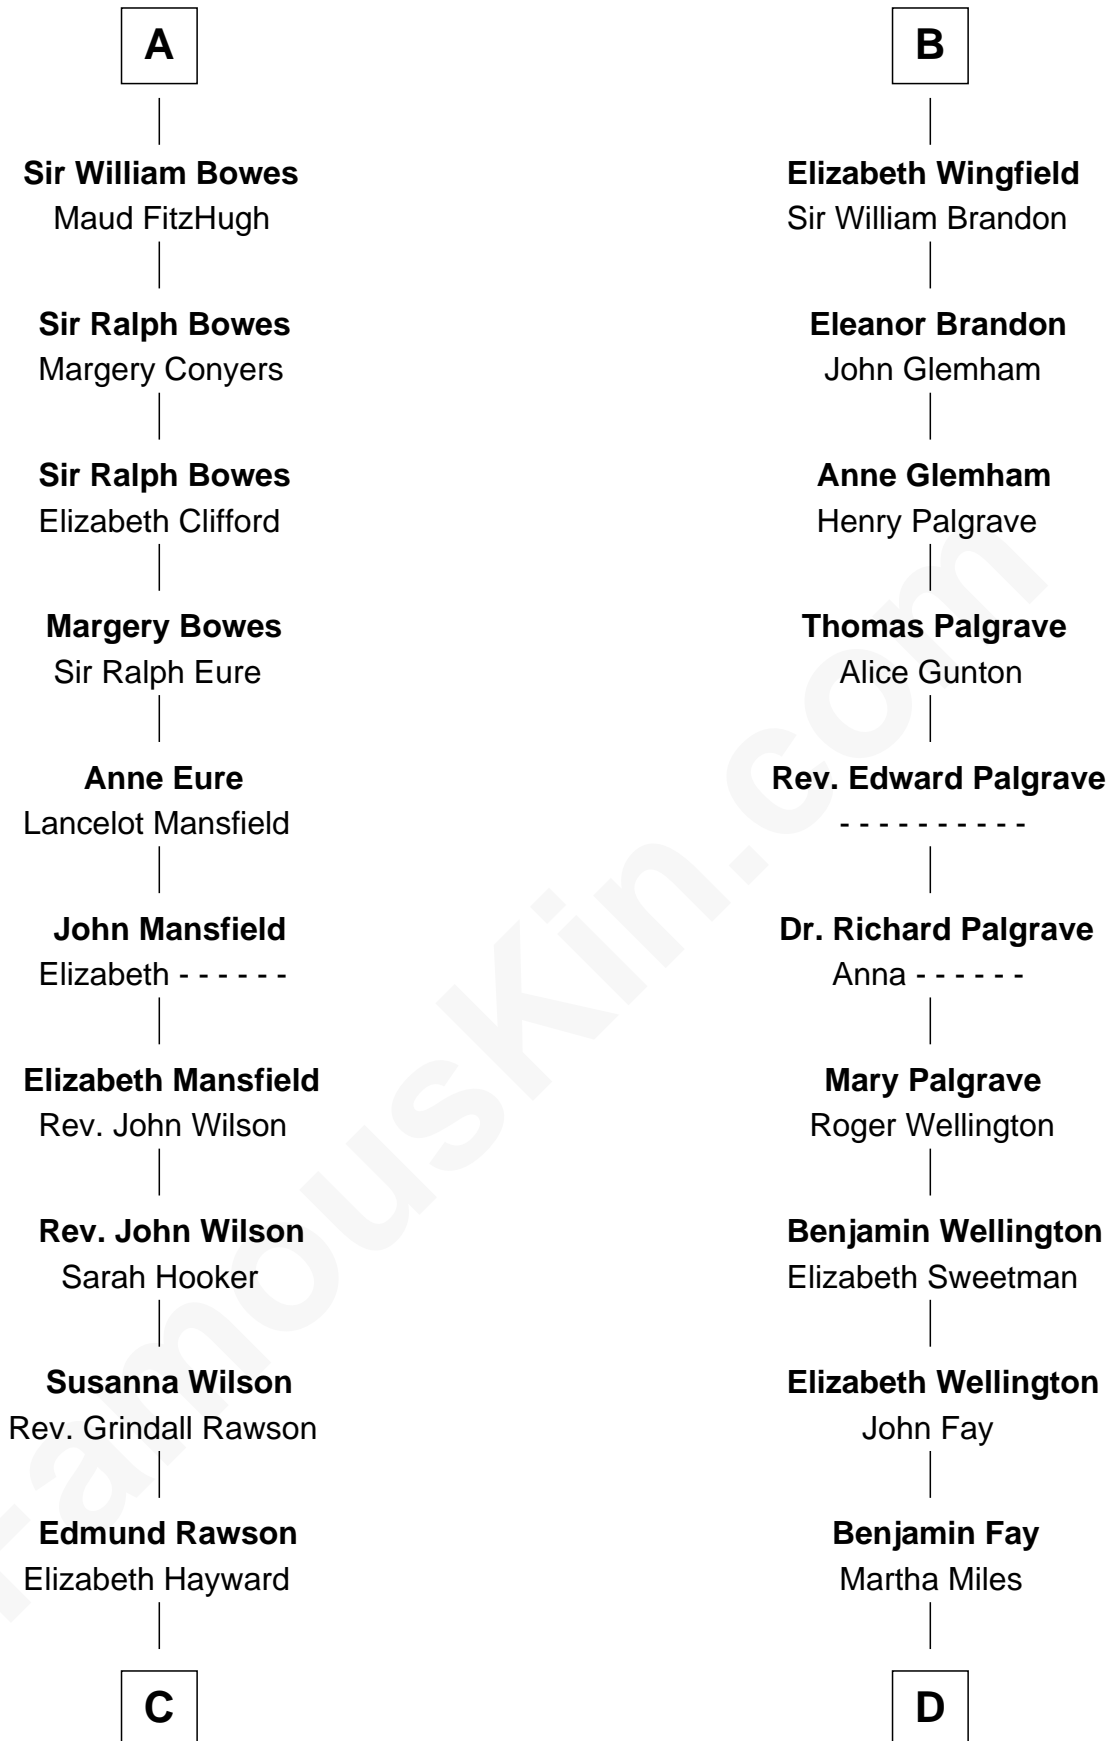 A
Sir William Bowes
Maud FitzHugh
Sir Ralph Bowes
Margery Conyers
Sir Ralph Bowes
Elizabeth Clifford
Margery Bowes
Sir Ralph Eure
Anne Eure
Lancelot Mansfield
John Mansfield
Elizabeth - - - - - -
Elizabeth Mansfield
Rev. John Wilson
Rev. John Wilson
Sarah Hooker
Susanna Wilson
Rev. Grindall Rawson
Edmund Rawson
Elizabeth Hayward
C
B
Elizabeth Wingfield
Sir William Brandon
Eleanor Brandon
John Glemham
Anne Glemham
Henry Palgrave
Thomas Palgrave
Alice Gunton
Rev. Edward Palgrave
- - - - - - - - - -
Dr. Richard Palgrave
Anna - - - - - -
Mary Palgrave
Roger Wellington
Benjamin Wellington
Elizabeth Sweetman
Elizabeth Wellington
John Fay
Benjamin Fay
Martha Miles
D
FamousKin.com